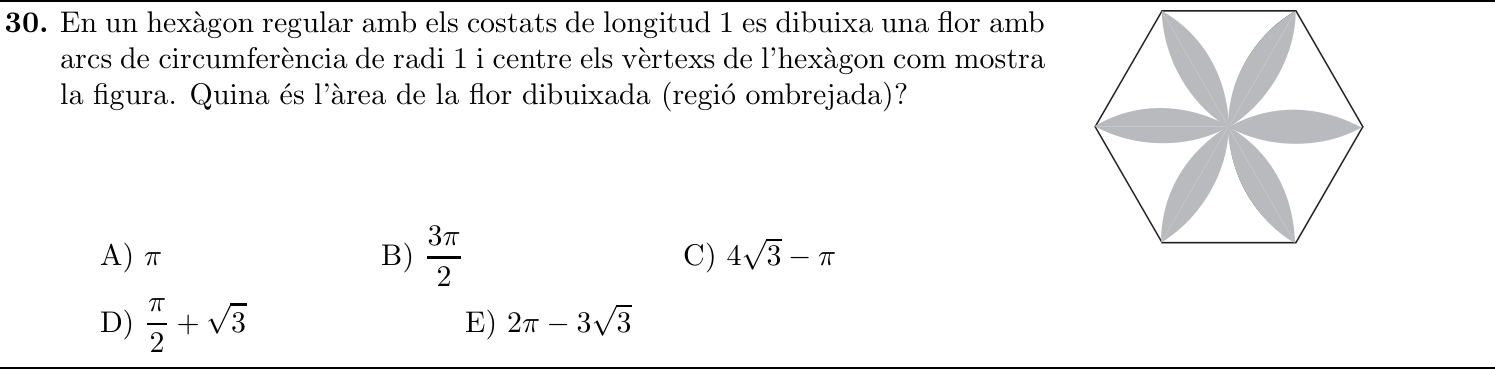 30. En un hexàgon regular amb els costats de longitud 1 es dibuixa una flor amb
arcs de circumferència de radi 1 i centre els vèrtexs de l'hexàgon com mostra
la figura. Quina és l'àrea de la flor dibuixada (regió ombrejada)?
A) π B) 3π/2 C) 4√3 − π
D) π/2 + √3 E) 2π − 3√3